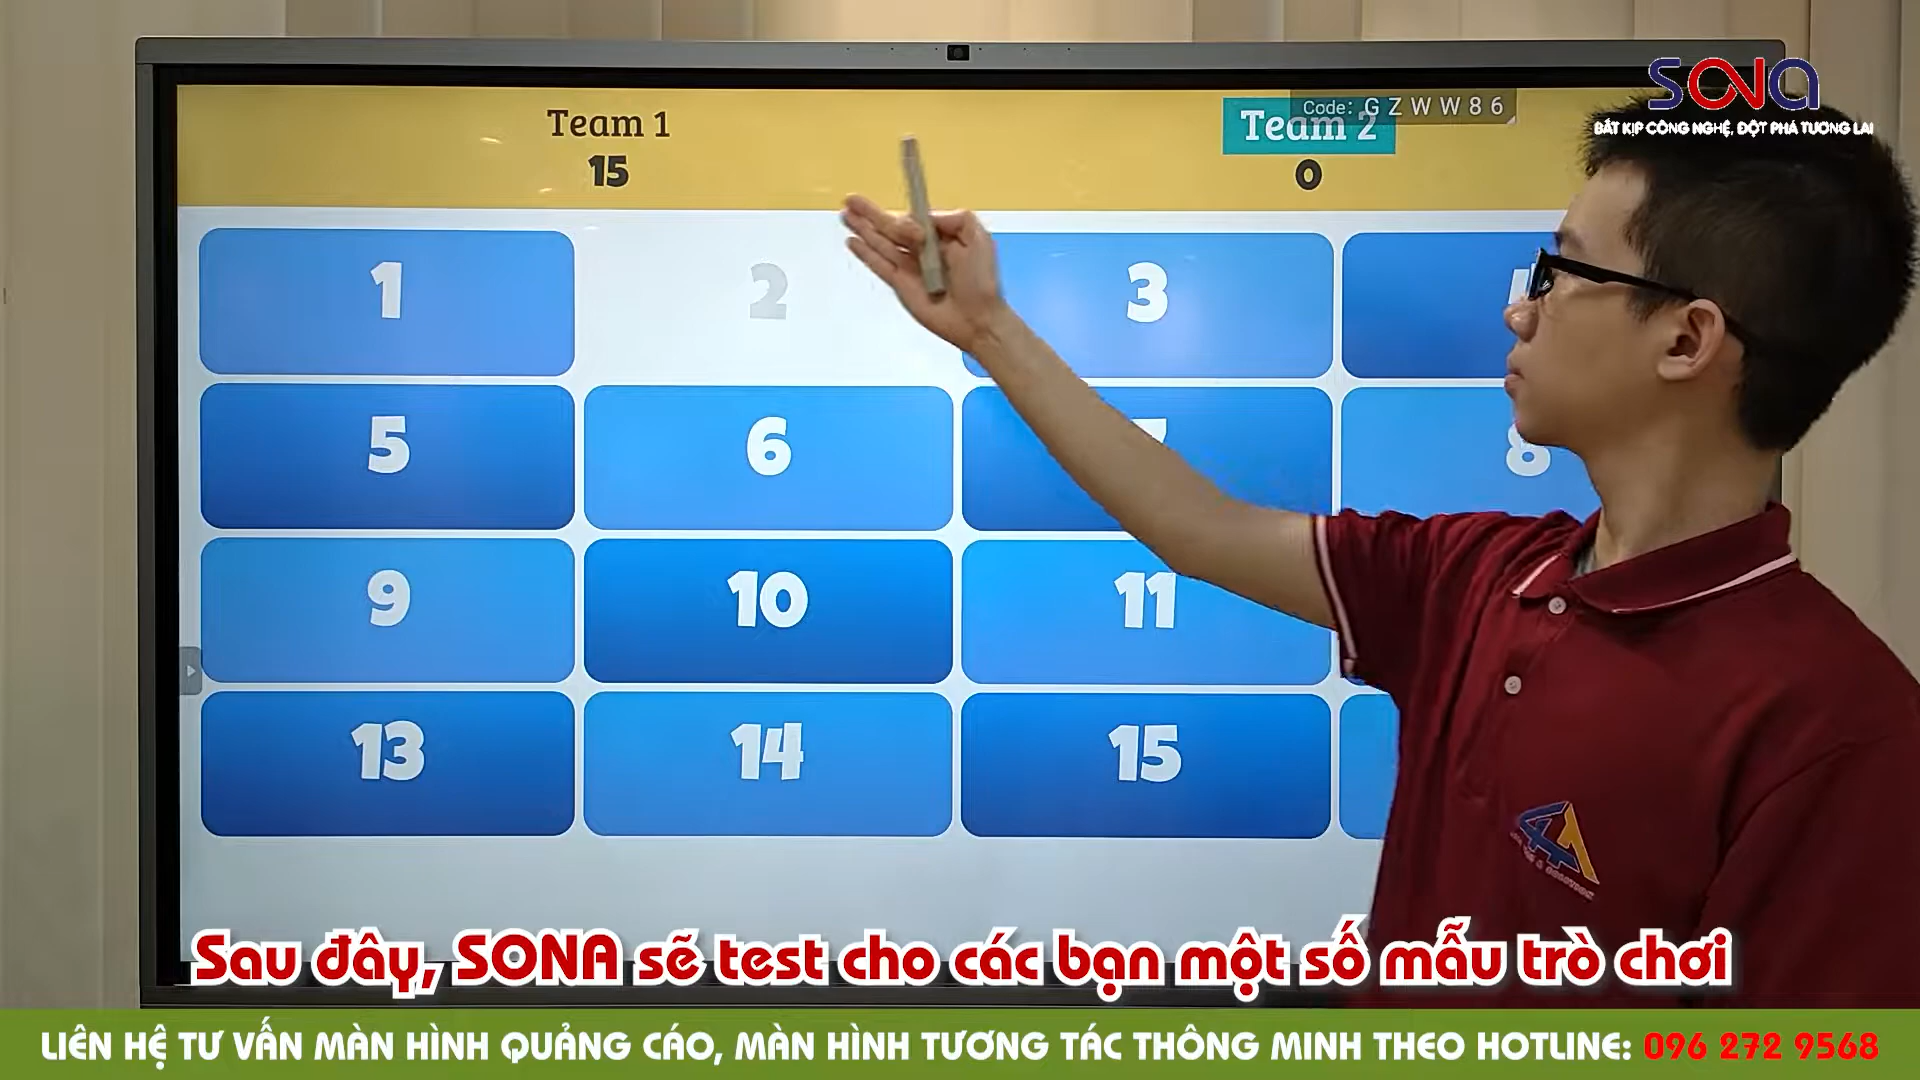 SONA
BẮT KỊP CÔNG NGHỆ, ĐỘT PHÁ TƯƠNG LAI
Code: GZWW86
Team 1
Team 2
15
0
1
2
3
5
6
8
9
10
11
13
14
15
Sau đây, SONA sẽ test cho các bạn một số mẫu trò chơi
LIÊN HỆ TƯ VẤN MÀN HÌNH QUẢNG CÁO, MÀN HÌNH TƯƠNG TÁC THÔNG MINH THEO HOTLINE: 096 272 9568